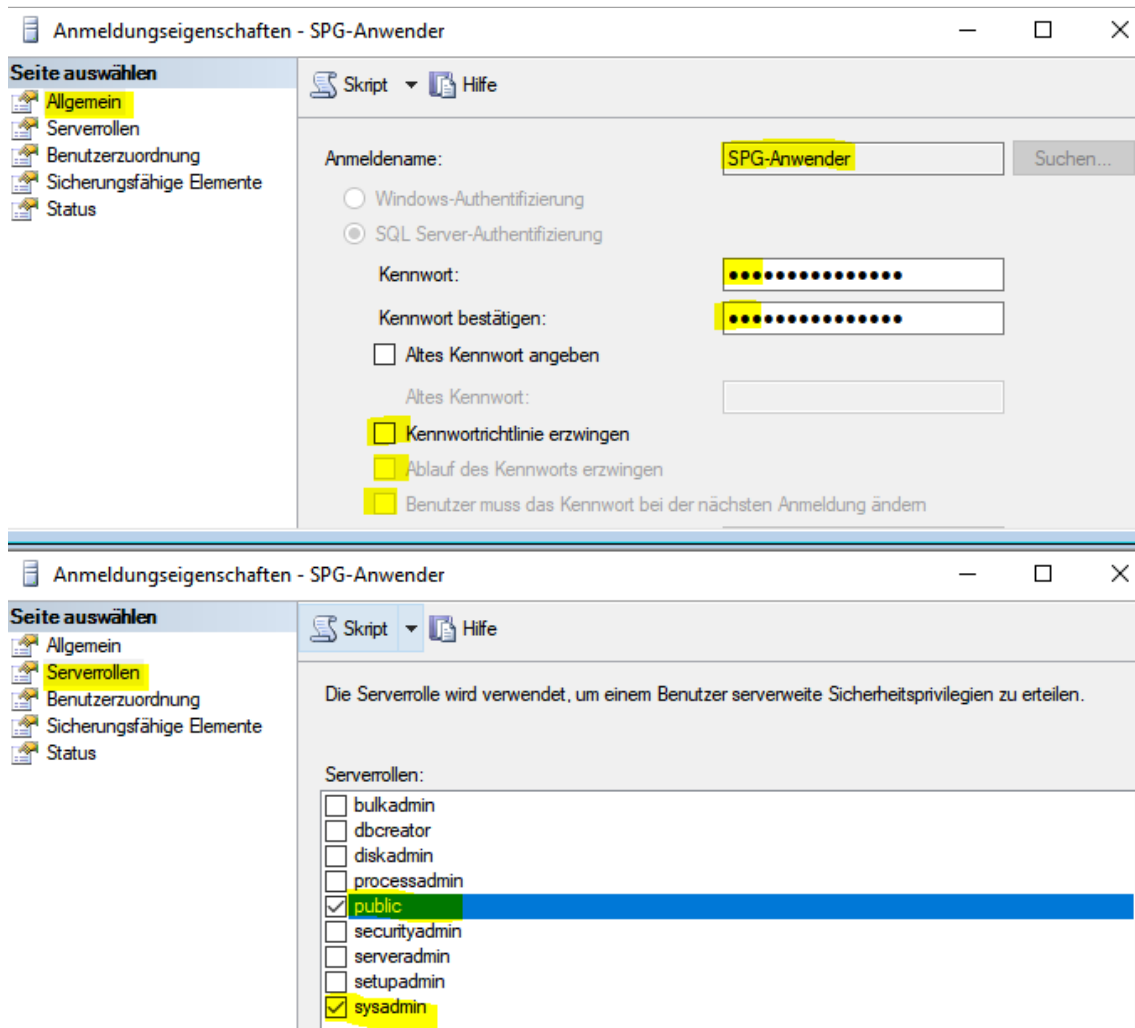 Anmeldungseigenschaften - SPG-Anwender
Seite auswählen
Allgemein
Serverrollen
Benutzerzuordnung
Sicherungsfähige Elemente
Status
Skript Hilfe
Anmeldename: SPG-Anwender Suchen...
Windows-Authentifizierung
SQL Server-Authentifizierung
Kennwort: ●●●●●●●●●●●●●●●
Kennwort bestätigen: ●●●●●●●●●●●●●●●
Altes Kennwort angeben
Altes Kennwort:
Kennwortrichtlinie erzwingen
Ablauf des Kennworts erzwingen
Benutzer muss das Kennwort bei der nächsten Anmeldung ändern
Anmeldungseigenschaften - SPG-Anwender
Seite auswählen
Allgemein
Serverrollen
Benutzerzuordnung
Sicherungsfähige Elemente
Status
Skript Hilfe
Die Serverrolle wird verwendet, um einem Benutzer serverweite Sicherheitsprivilegien zu erteilen.
Serverrollen:
bulkadmin
dbcreator
diskadmin
processadmin
public
securityadmin
serveradmin
setupadmin
sysadmin